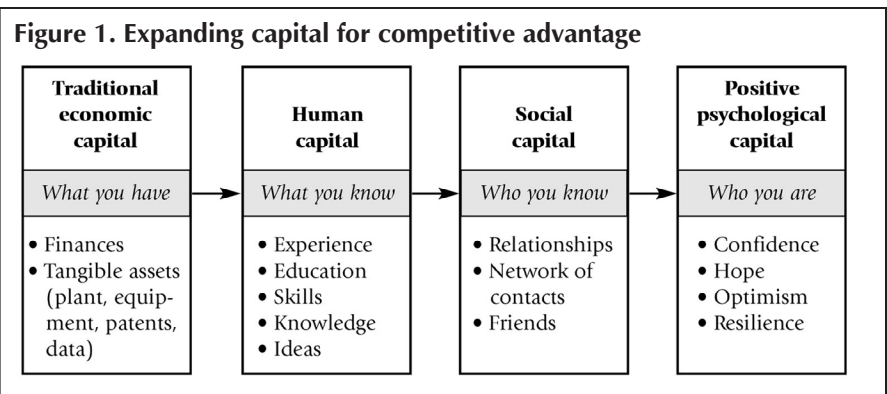 Figure 1. Expanding capital for competitive advantage
Traditional
economic
capital
What you have
• Finances
• Tangible assets
(plant, equip-
ment, patents,
data)
Human
capital
What you know
• Experience
• Education
• Skills
• Knowledge
• Ideas
Social
capital
Who you know
• Relationships
• Network of
contacts
• Friends
Positive
psychological
capital
Who you are
• Confidence
• Hope
• Optimism
• Resilience